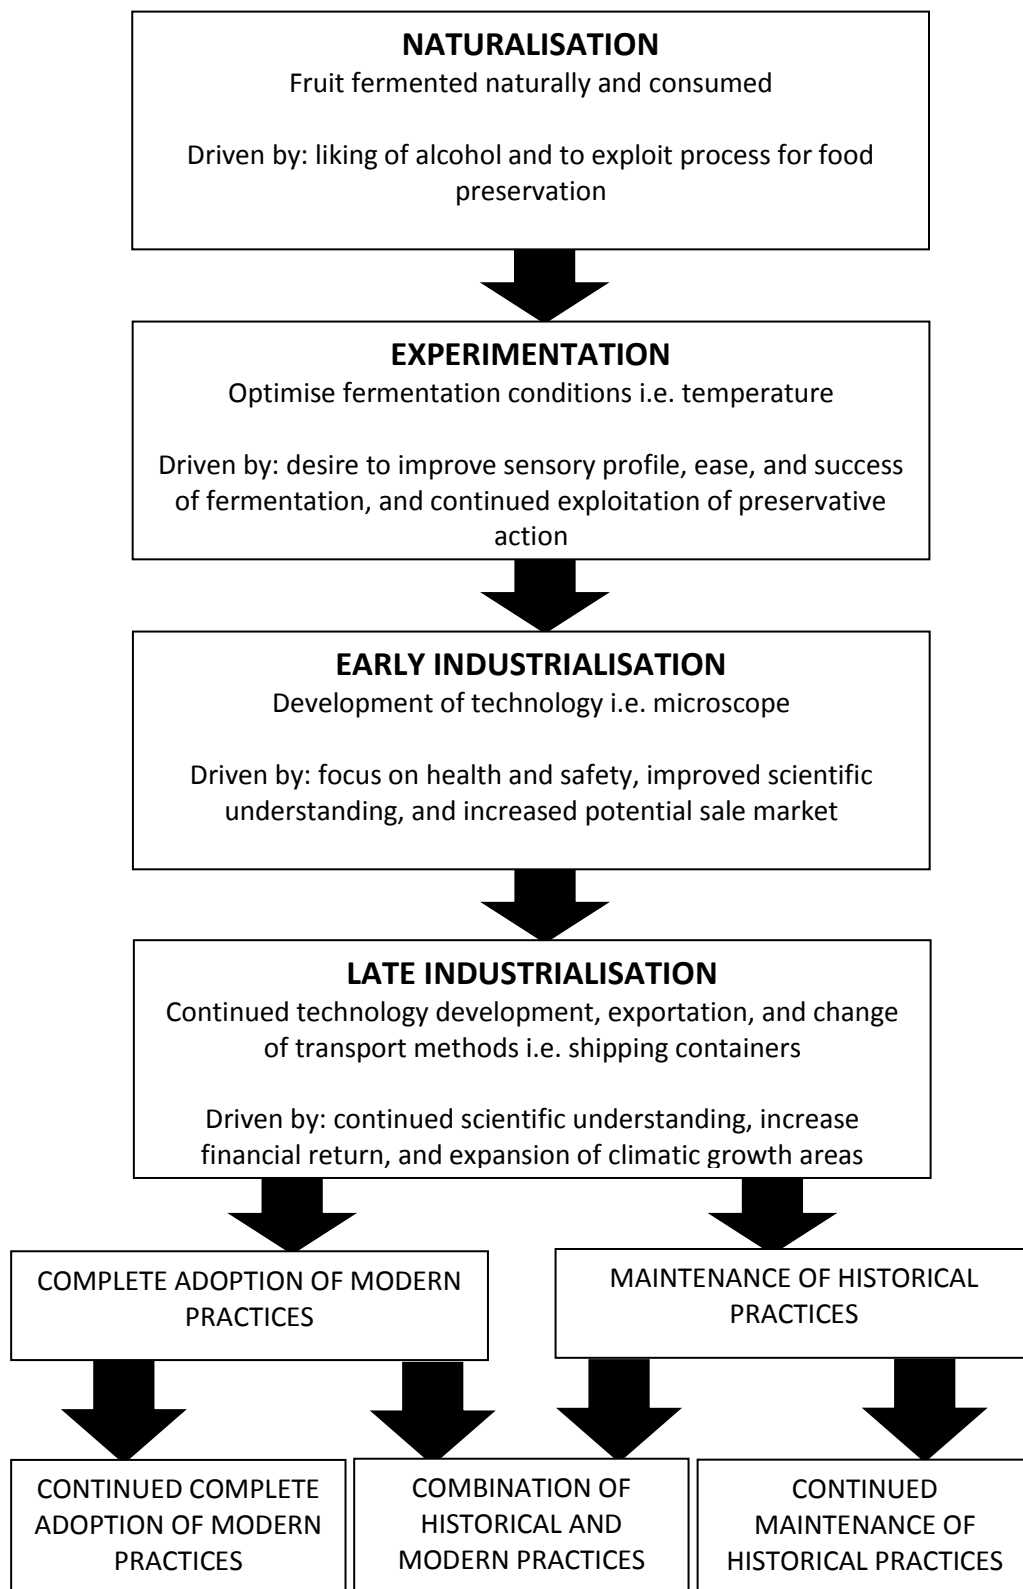 NATURALISATION
Fruit fermented naturally and consumed
Driven by: liking of alcohol and to exploit process for food
preservation
EXPERIMENTATION
Optimise fermentation conditions i.e. temperature
Driven by: desire to improve sensory profile, ease, and success
of fermentation, and continued exploitation of preservative
action
EARLY INDUSTRIALISATION
Development of technology i.e. microscope
Driven by: focus on health and safety, improved scientific
understanding, and increased potential sale market
LATE INDUSTRIALISATION
Continued technology development, exportation, and change
of transport methods i.e. shipping containers
Driven by: continued scientific understanding, increase
financial return, and expansion of climatic growth areas
COMPLETE ADOPTION OF MODERN
PRACTICES
MAINTENANCE OF HISTORICAL
PRACTICES
CONTINUED COMPLETE
ADOPTION OF MODERN
PRACTICES
COMBINATION OF
HISTORICAL AND
MODERN PRACTICES
CONTINUED
MAINTENANCE OF
HISTORICAL PRACTICES